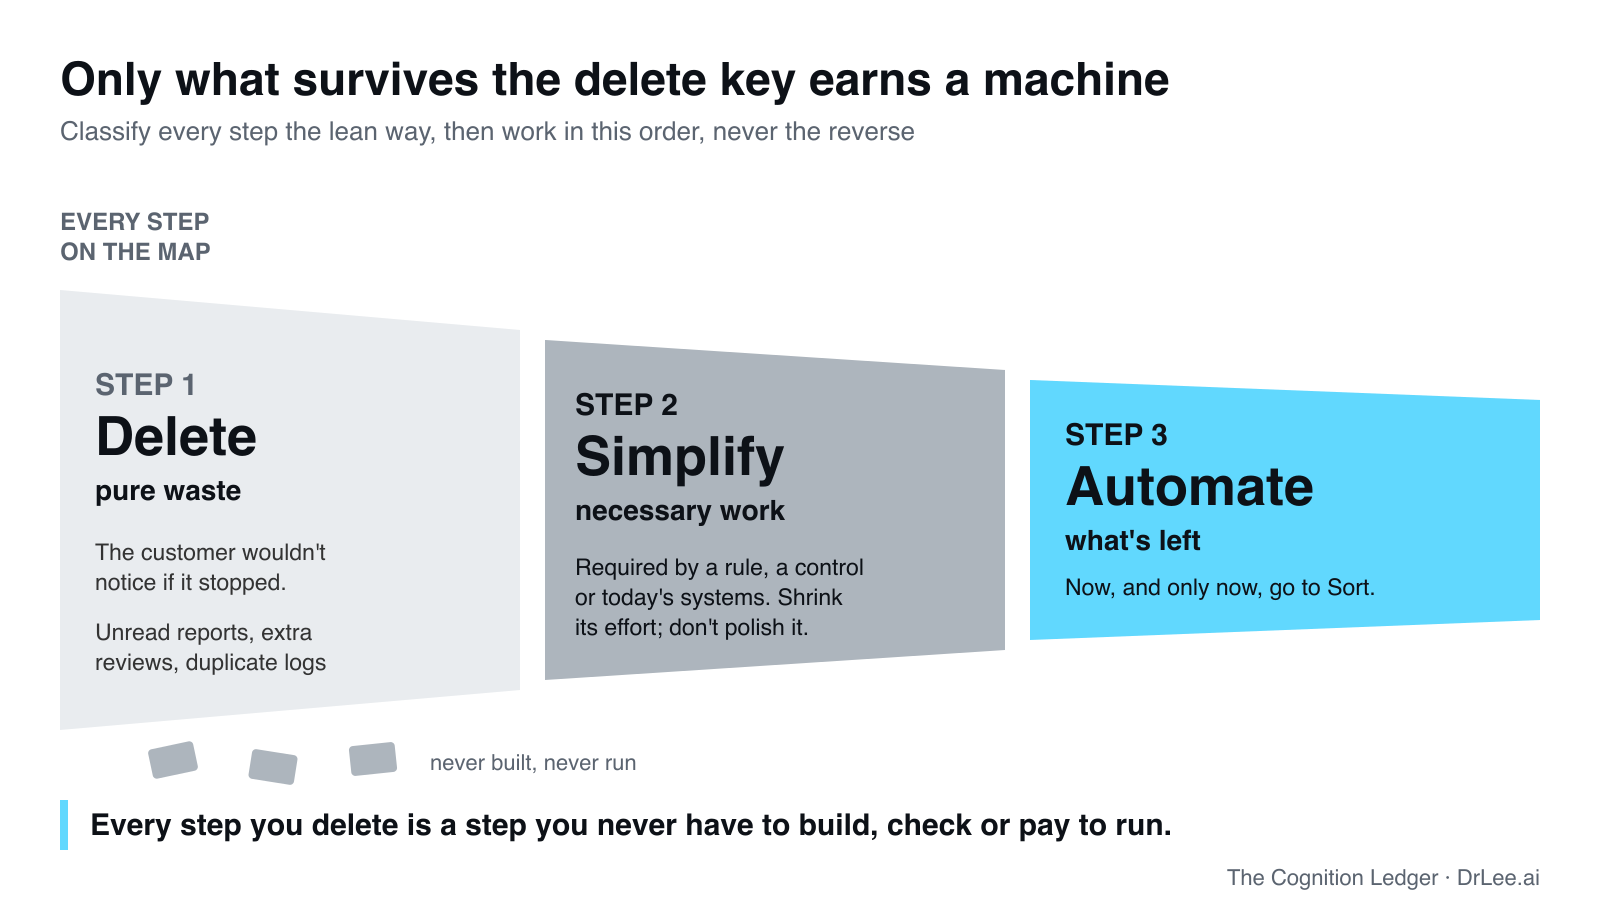 Only what survives the delete key earns a machine
Classify every step the lean way, then work in this order, never the reverse
EVERY STEP
ON THE MAP
STEP 1
Delete
pure waste
The customer wouldn't
notice if it stopped.
Unread reports, extra
reviews, duplicate logs
STEP 2
Simplify
necessary work
Required by a rule, a control
or today's systems. Shrink
its effort; don't polish it.
STEP 3
Automate
what's left
Now, and only now, go to Sort.
never built, never run
Every step you delete is a step you never have to build, check or pay to run.
The Cognition Ledger · DrLee.ai